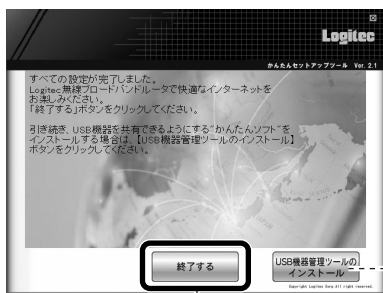 Logitec
かんたんセットアップツール Ver. 2.1
すべての設定が完了しました。
Logitec無線ブロードバンドルータで快適なインターネットを
お楽しみください。
「終了する」ボタンをクリックしてください。
引き続き、USB機器を共有できるようにする"かんたんソフト"を
インストールする場合は、【USB機器管理ツールのインストール】
ボタンをクリックしてください。
終了する
USB機器管理ツールの
インストール
Copyright Logitec Corp. All right reserved.